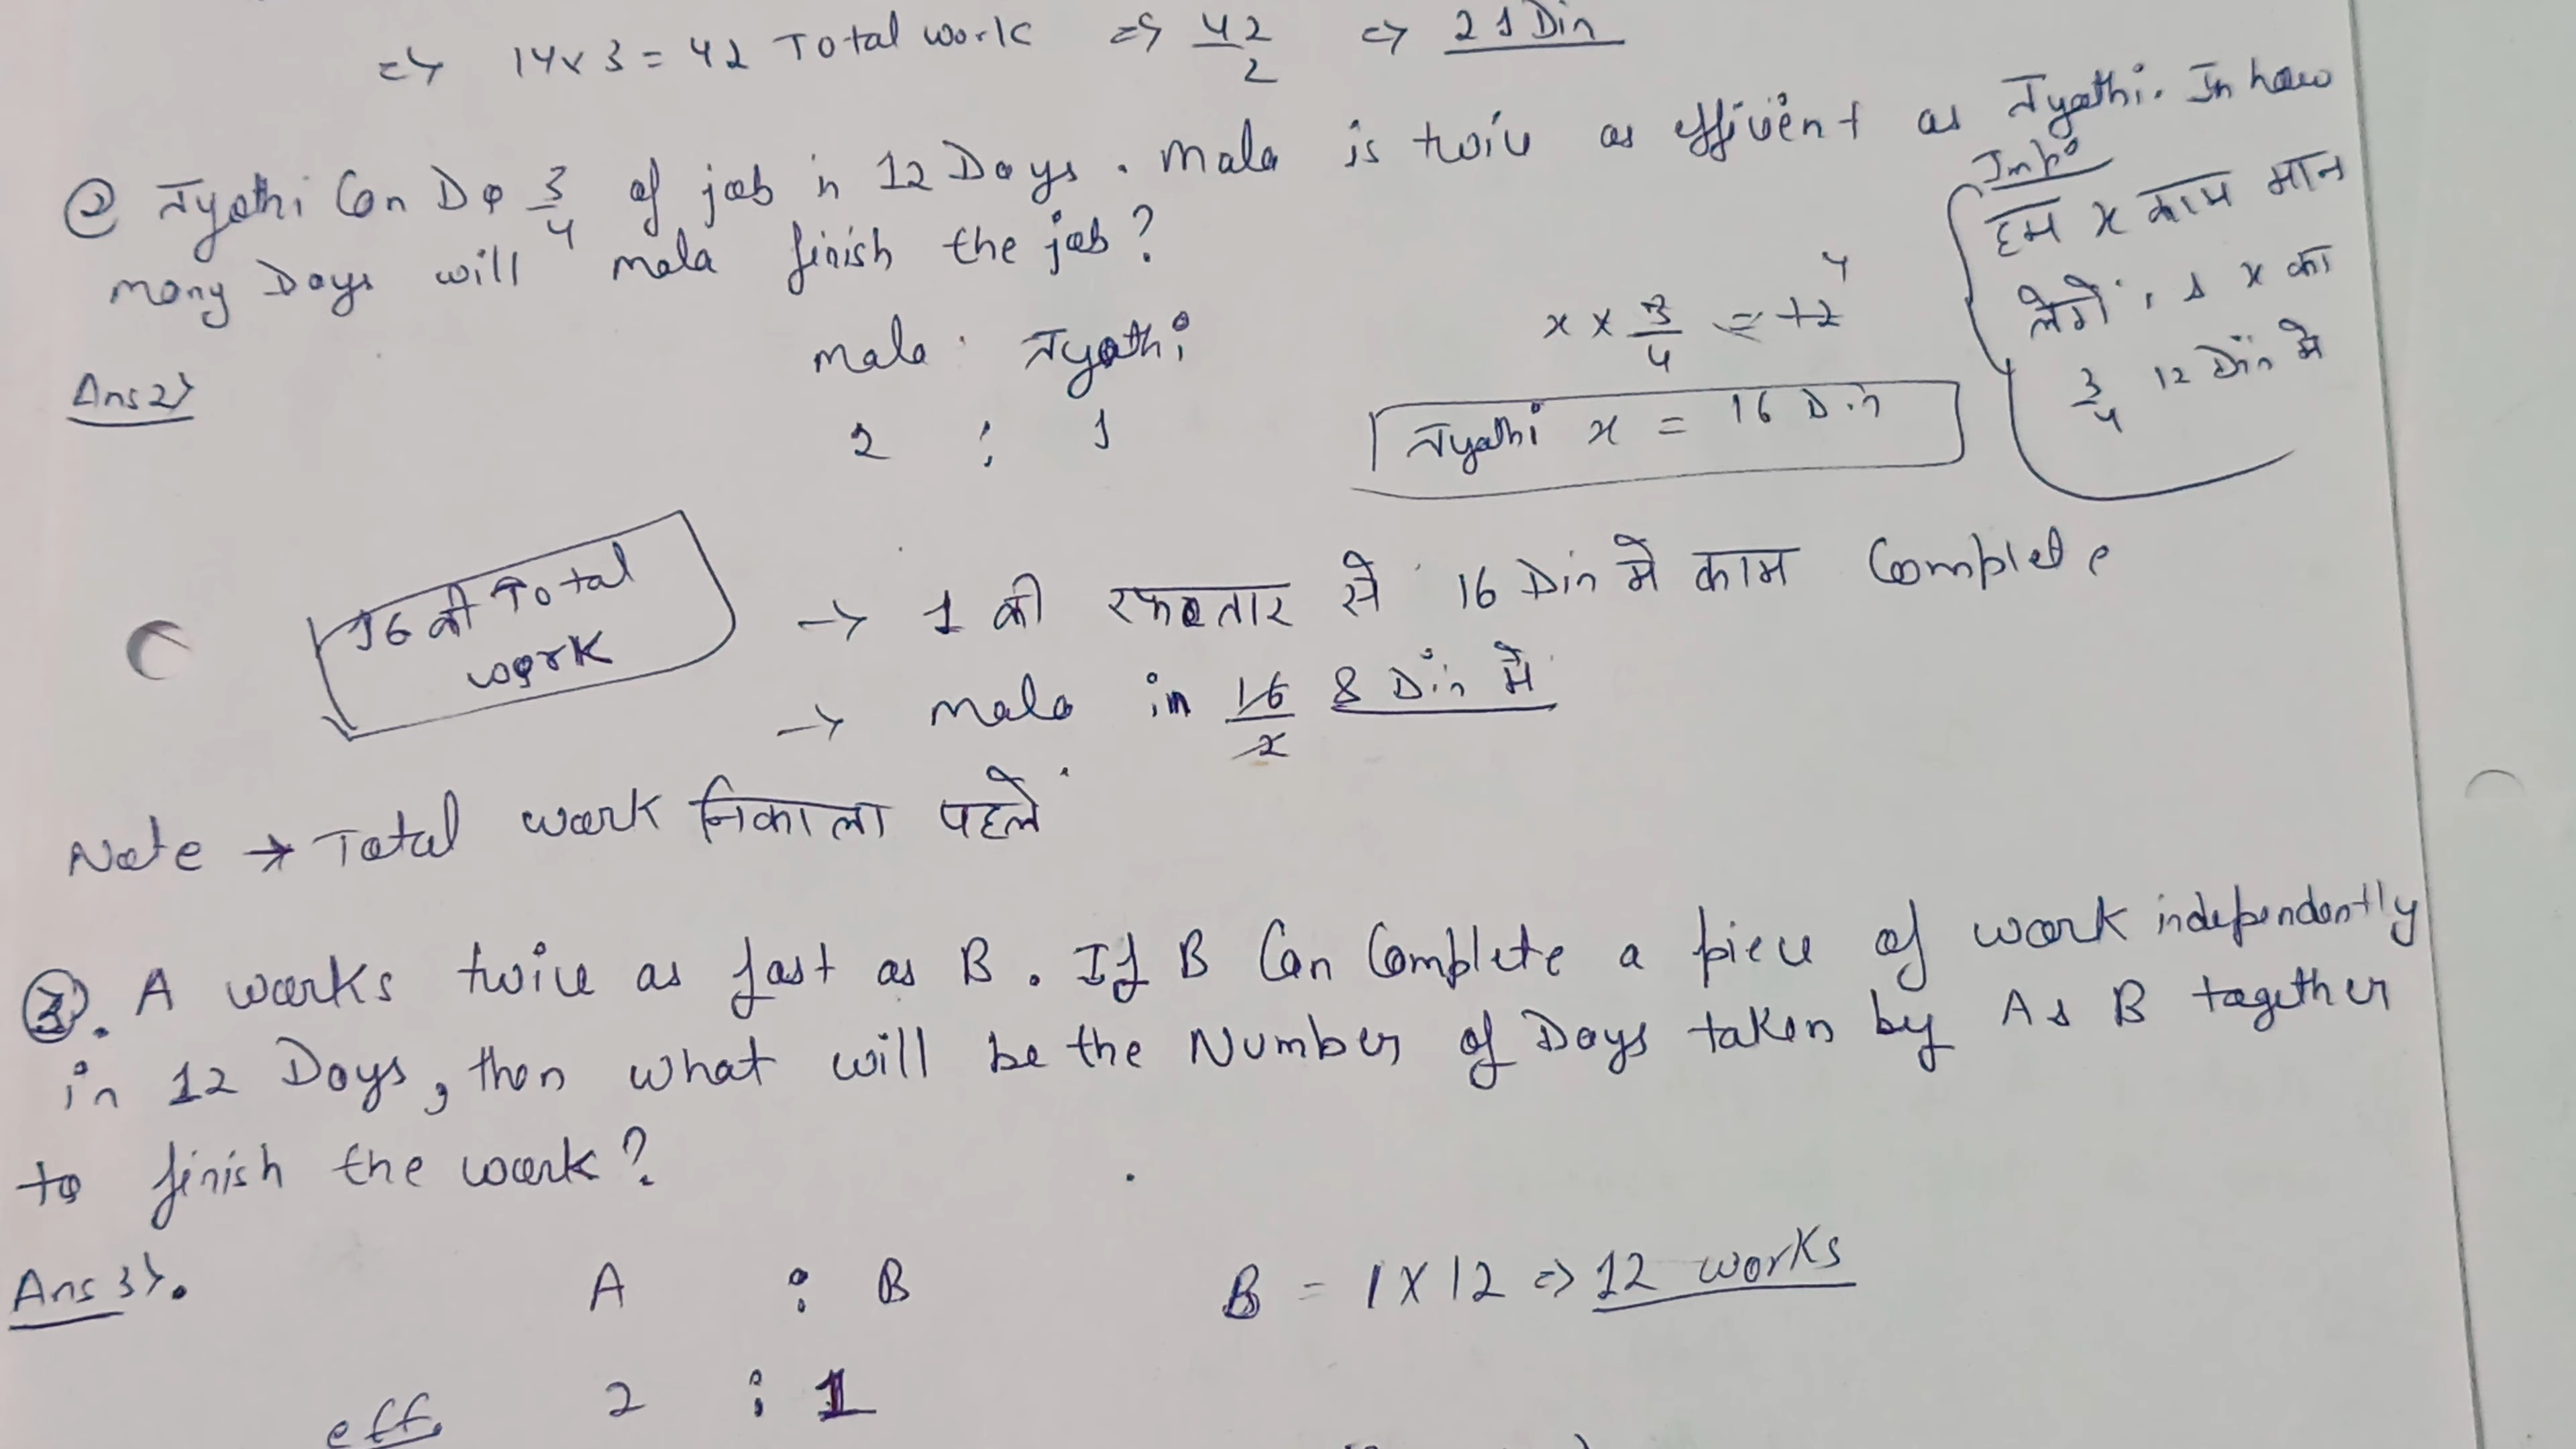 => 14x3 = 42 Total work => 42/2 => 21 Din
② Jyothi Can Do 3/4 of job in 12 Days. Mala is twice as efficient as Jyothi. In how
many Days will mala finish the job?
Ans 2>
mala : Jyothi
2 : 1
x × 3/4 = 12 4
Jyothi x = 16 Din
Imp:
हम x काम मान
लेगें, & x का
3/4 12 Din में
16 की Total
work
→ 1 की रफतार से 16 Din में काम Complete
→ mala in 16/2 8 Din में
Note → Total work निकाला पहले
③. A works twice as fast as B. If B Can Complete a piece of work independently
in 12 Days, then what will be the Number of Days taken by A & B together
to finish the work?
Ans 3>.
A : B
B = 1 X 12 => 12 works
eff. 2 : 1